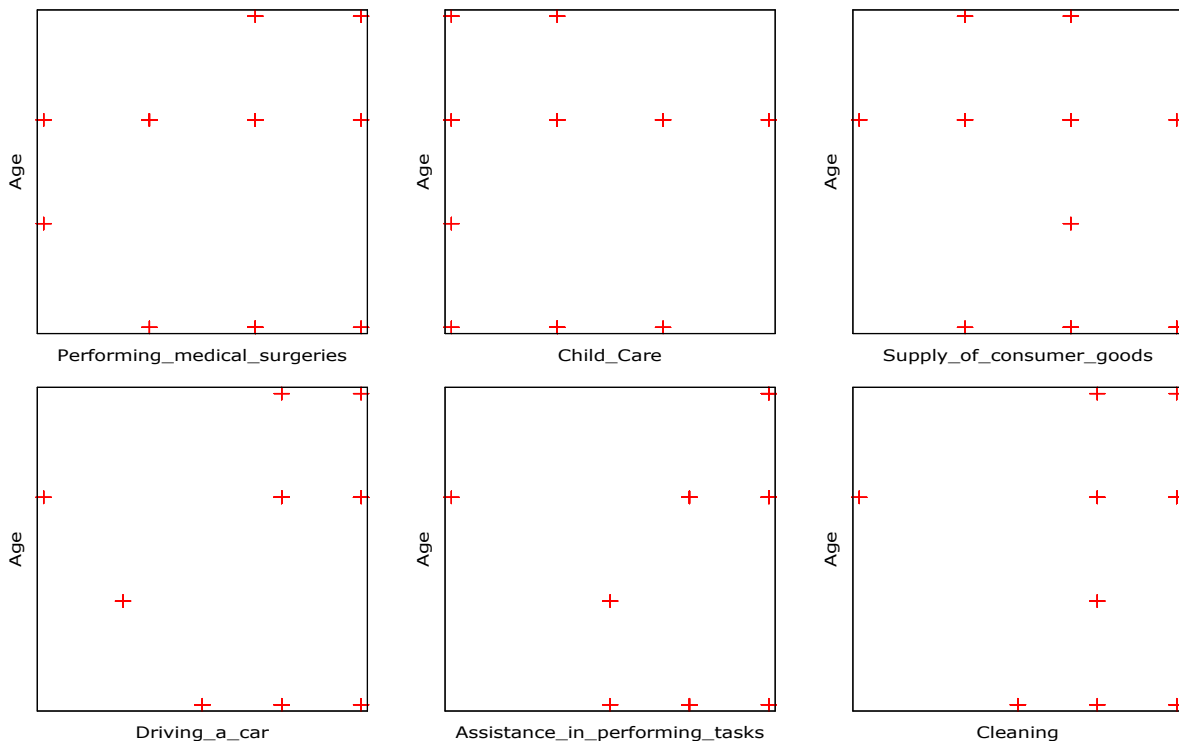 Age
Performing_medical_surgeries
Age
Child_Care
Age
Supply_of_consumer_goods
Age
Driving_a_car
Age
Assistance_in_performing_tasks
Age
Cleaning